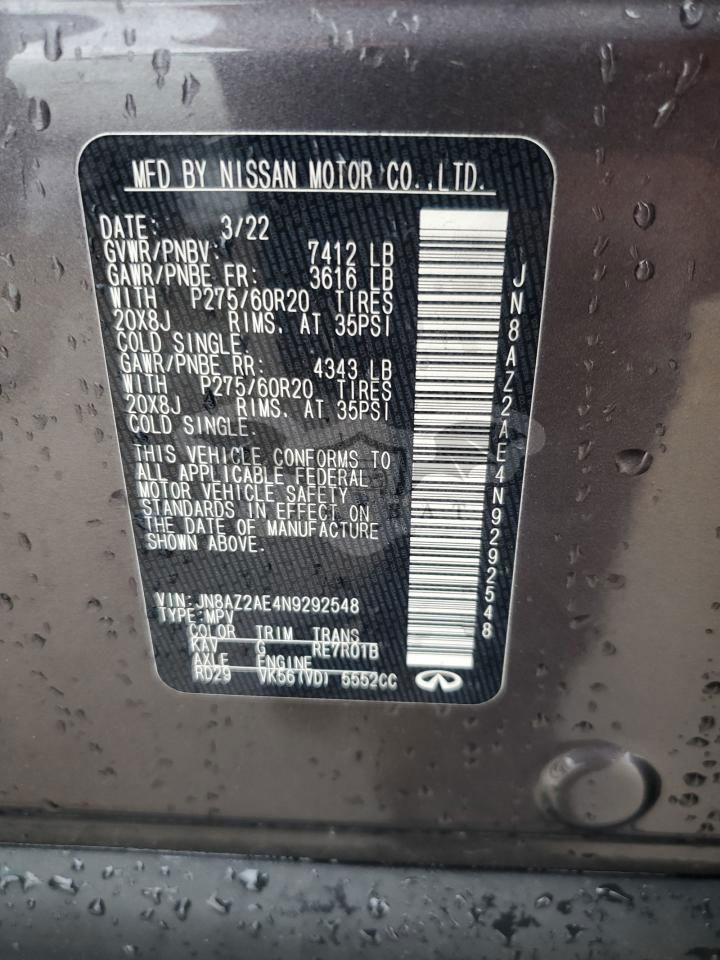 MFD BY NISSAN MOTOR CO.,LTD.
DATE: 3/22
GVWR/PNBV: 7412 LB
GAWR/PNBE FR: 3616 LB
WITH P275/60R20 TIRES
20X8J RIMS. AT 35PSI
COLD SINGLE.
GAWR/PNBE RR: 4343 LB
WITH P275/60R20 TIRES
20X8J RIMS. AT 35PSI
COLD SINGLE.
THIS VEHICLE CONFORMS TO
ALL APPLICABLE FEDERAL
MOTOR VEHICLE SAFETY
STANDARDS IN EFFECT ON
THE DATE OF MANUFACTURE
SHOWN ABOVE.
VIN:JN8AZ2AE4N9292548
TYPE:MPV
COLOR TRIM TRANS
KAV G RE7R01B
AXLE ENGINE
RD29 VK56(VD) 5552CC
JN8AZ2AE4N9292548